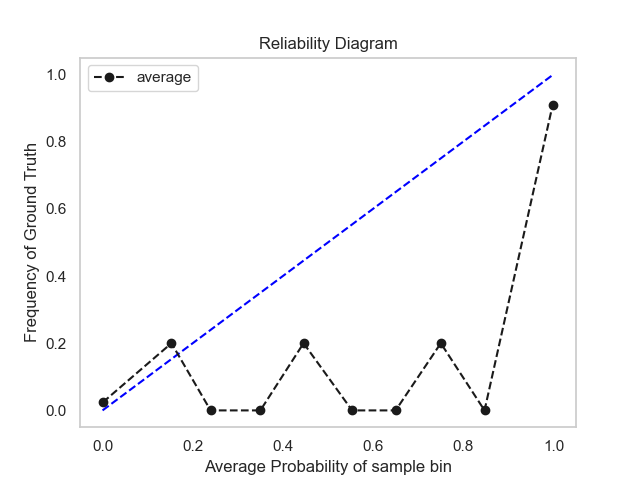 Reliability Diagram
average
1.0
0.8
0.6
0.4
0.2
0.0
Frequency of Ground Truth
0.0 0.2 0.4 0.6 0.8 1.0
Average Probability of sample bin